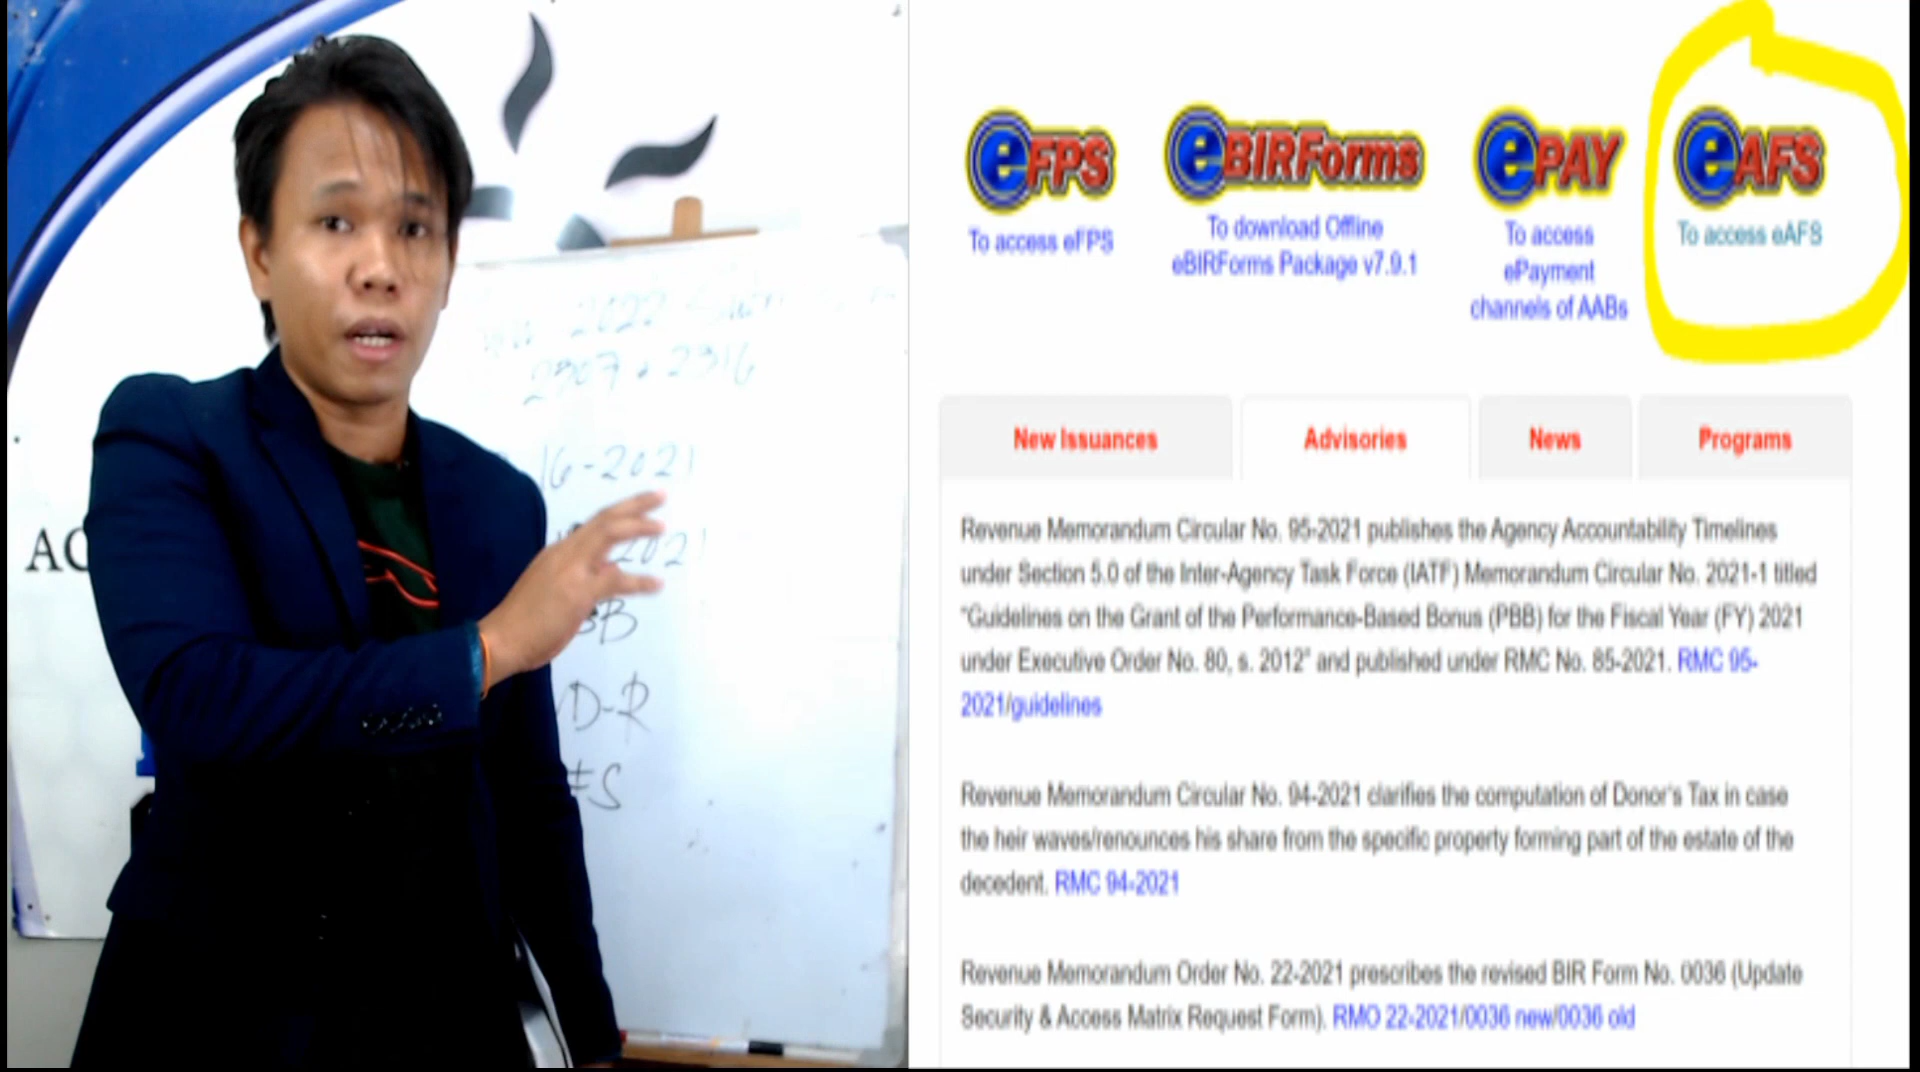 AC
2022
2307 + 2316
16-2021
2021
BB
D-R
S
eFPS
To access eFPS
eBIRForms
To download Offline
eBIRForms Package v7.9.1
ePAY
To access
ePayment
channels of AABs
eAFS
To access eAFS
New Issuances
Advisories
News
Programs
Revenue Memorandum Circular No. 95-2021 publishes the Agency Accountability Timelines
under Section 5.0 of the Inter-Agency Task Force (IATF) Memorandum Circular No. 2021-1 titled
"Guidelines on the Grant of the Performance-Based Bonus (PBB) for the Fiscal Year (FY) 2021
under Executive Order No. 80, s. 2012" and published under RMC No. 85-2021. RMC 95-
2021/guidelines
Revenue Memorandum Circular No. 94-2021 clarifies the computation of Donor's Tax in case
the heir waves/renounces his share from the specific property forming part of the estate of the
decedent. RMC 94-2021
Revenue Memorandum Order No. 22-2021 prescribes the revised BIR Form No. 0036 (Update
Security & Access Matrix Request Form). RMO 22-2021/0036 new/0036 old